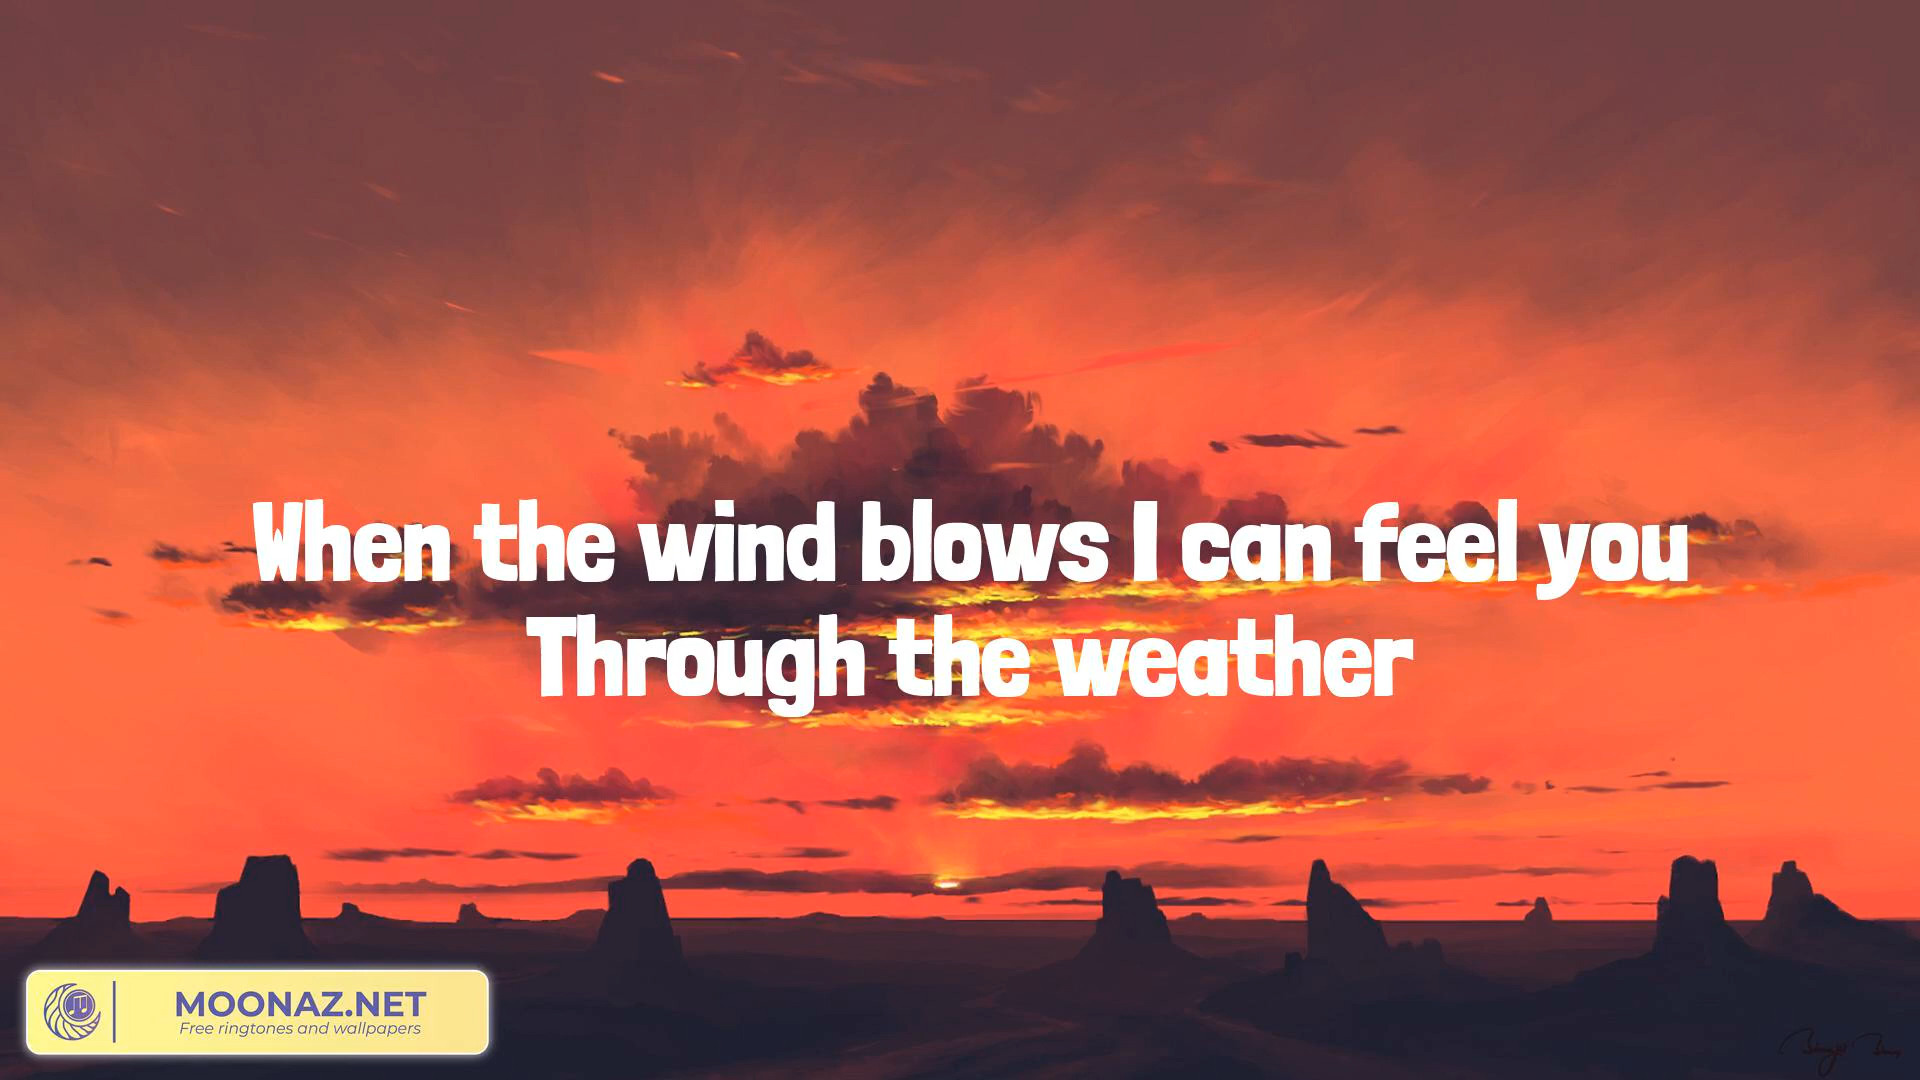 When the wind blows I can feel you
Through the weather
MOONAZ.NET
Free ringtones and wallpapers